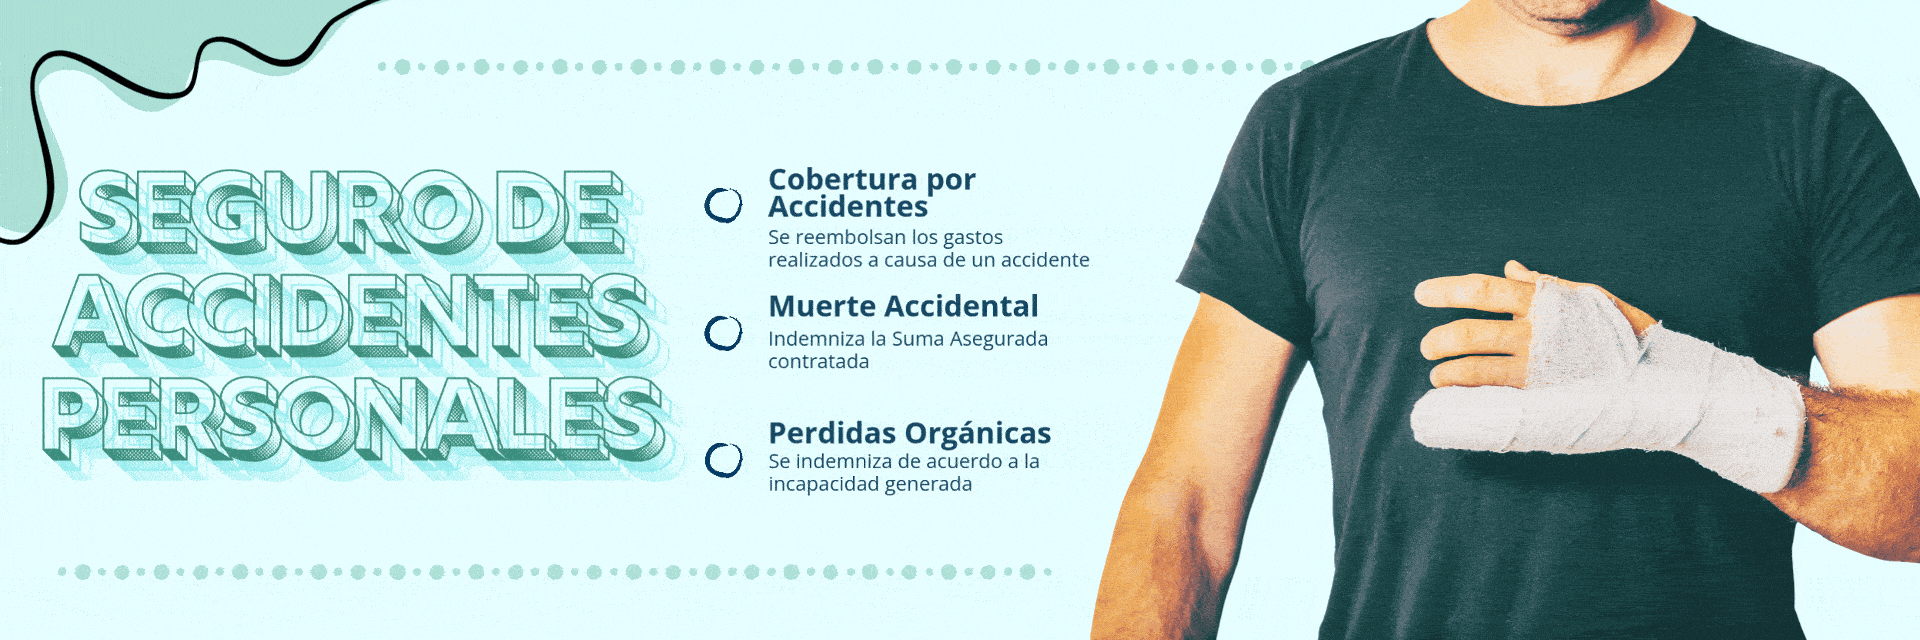 SEGURO DE
ACCIDENTES
PERSONALES
Cobertura por
Accidentes
Se reembolsan los gastos
realizados a causa de un accidente
Muerte Accidental
Indemniza la Suma Asegurada
contratada
Perdidas Orgánicas
Se indemniza de acuerdo a la
incapacidad generada